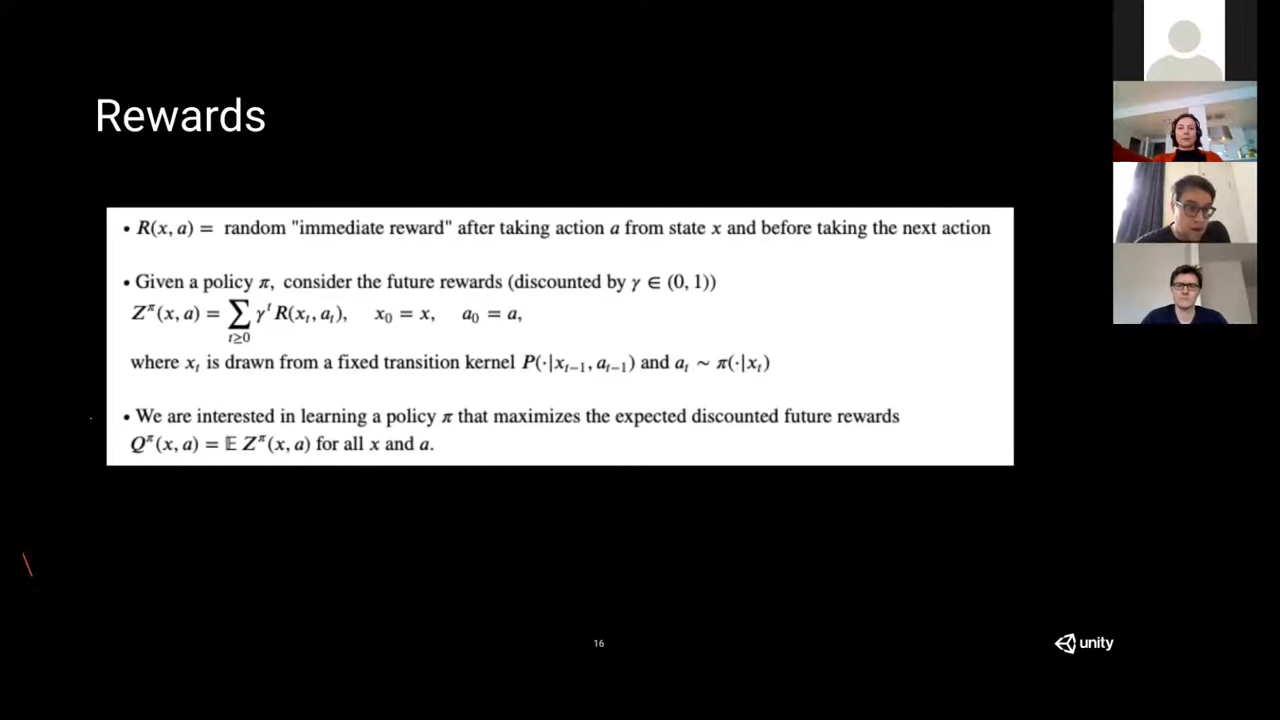 Rewards
• R(x, a) = random "immediate reward" after taking action a from state x and before taking the next action
• Given a policy π, consider the future rewards (discounted by γ ∈ (0, 1))
Z^π(x, a) = ∑_{t≥0} γ^t R(x_t, a_t), x_0 = x, a_0 = a,
where x_t is drawn from a fixed transition kernel P(·|x_{t−1}, a_{t−1}) and a_t ~ π(·|x_t)
• We are interested in learning a policy π that maximizes the expected discounted future rewards
Q^π(x, a) = 𝔼 Z^π(x, a) for all x and a.
16
unity